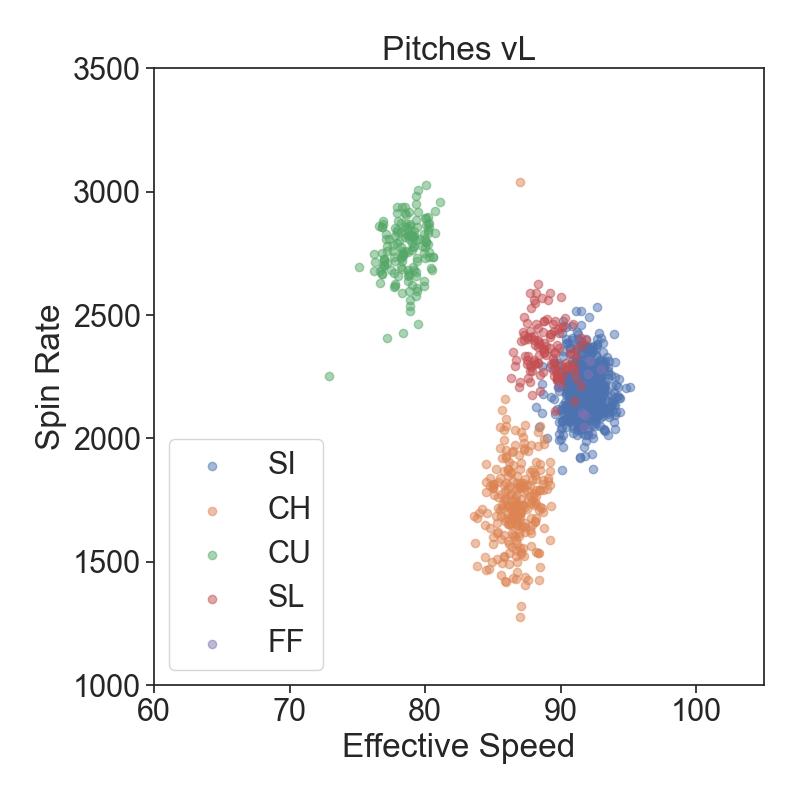 Pitches vL
3500
3000
2500
2000
1500
1000
Spin Rate
SI
CH
CU
SL
FF
60 70 80 90 100
Effective Speed